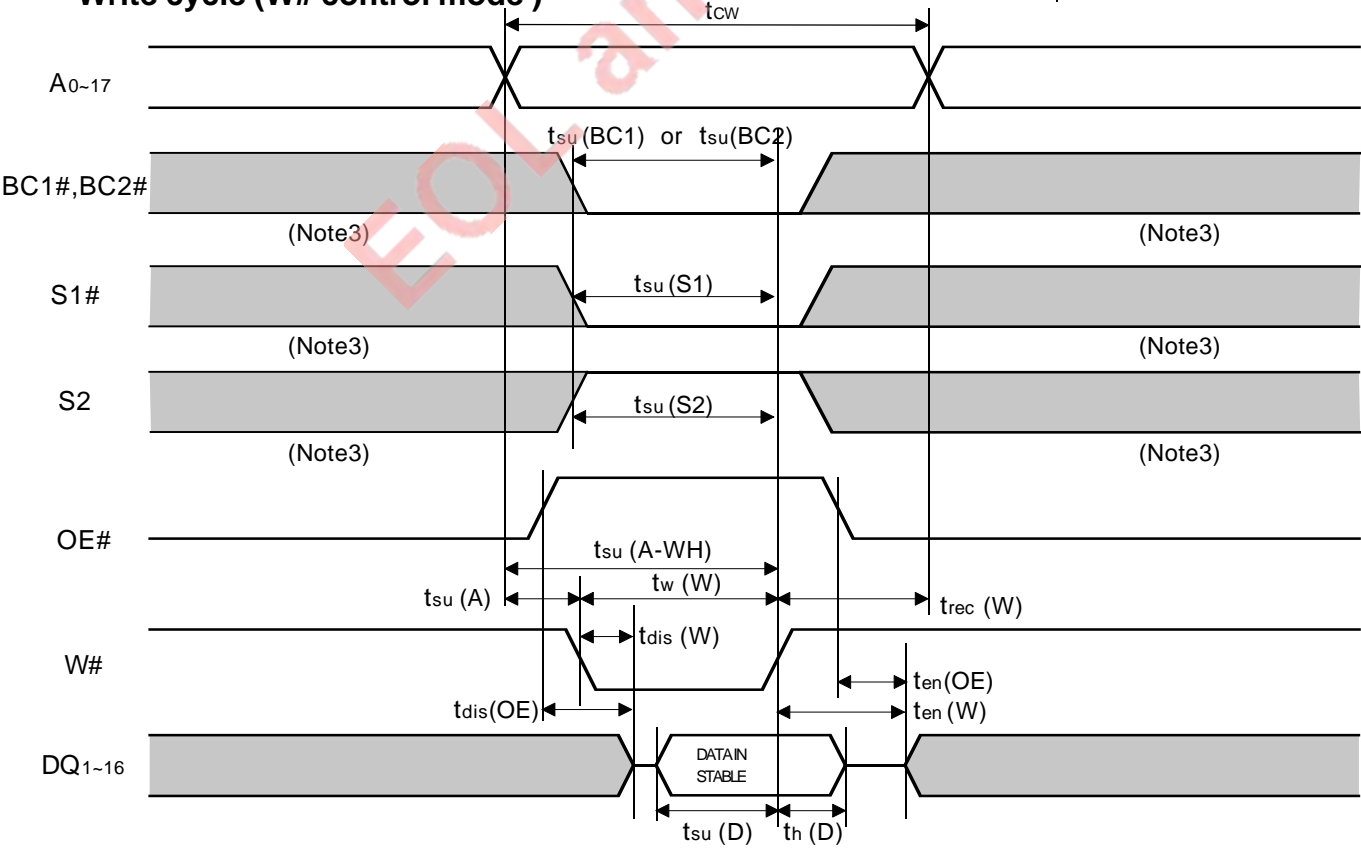 Write cycle (W# control mode )
tCW
A0~17
tsu (BC1) or tsu(BC2)
BC1#,BC2#
(Note3) (Note3)
S1#
tsu (S1)
(Note3) (Note3)
S2
tsu (S2)
(Note3) (Note3)
OE#
tsu (A-WH)
tsu (A)
tw (W)
trec (W)
W#
tdis (W)
ten(OE)
tdis(OE)
ten (W)
DQ1~16
DATA IN
STABLE
tsu (D)
th (D)
EOL an